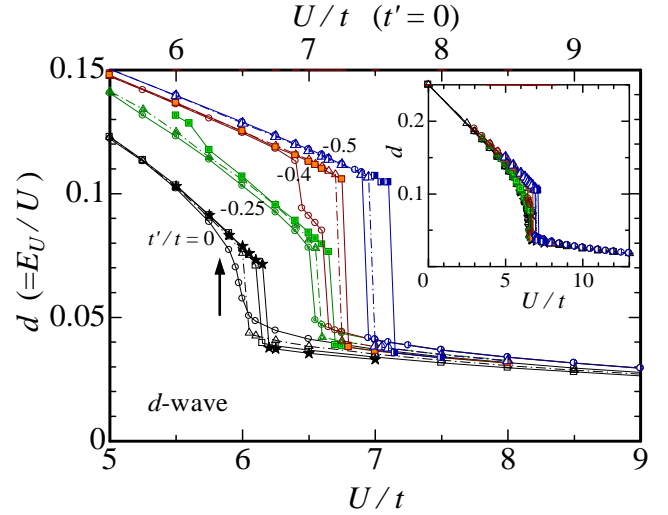 U / t (t' = 0)
6 7 8 9
0.15
0.10
0.05
0
d (=E_U / U)
-0.5
-0.4
-0.25
t'/t = 0
d-wave
5 6 7 8 9
U / t
0.2
0.1
d
0 5 10
U / t